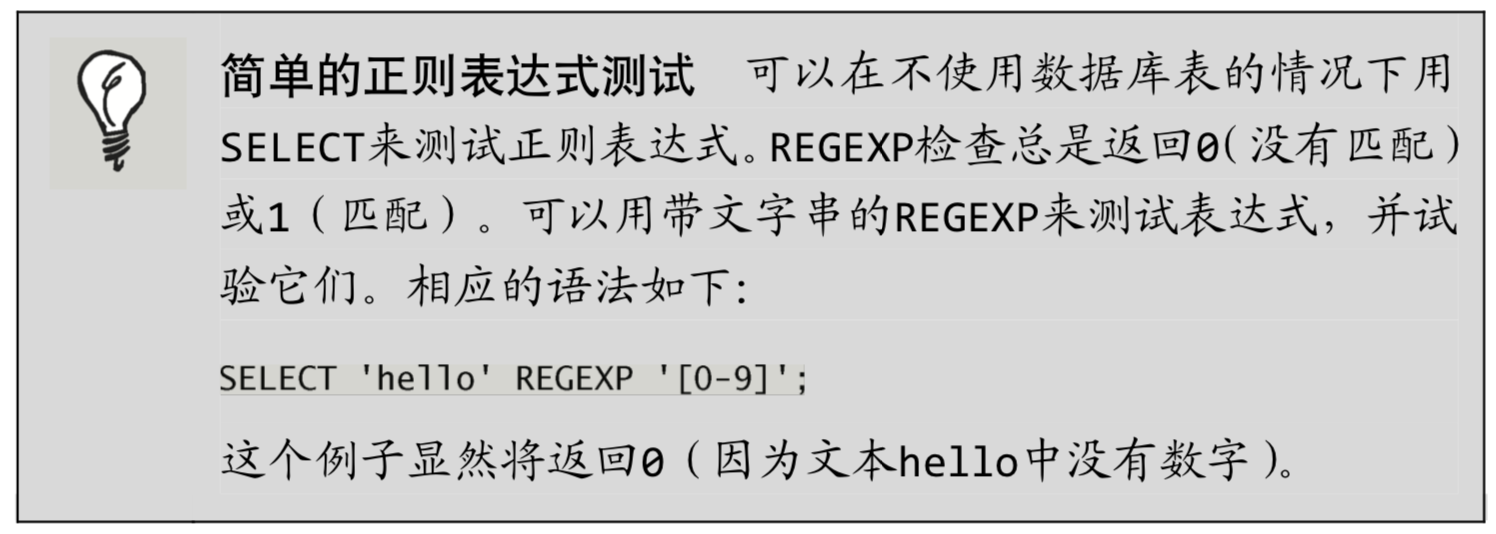 简单的正则表达式测试　可以在不使用数据库表的情况下用
SELECT来测试正则表达式。REGEXP检查总是返回0(没有匹配)
或1（匹配）。可以用带文字串的REGEXP来测试表达式，并试
验它们。相应的语法如下：
SELECT 'hello' REGEXP '[0-9]';
这个例子显然将返回0（因为文本hello中没有数字）。